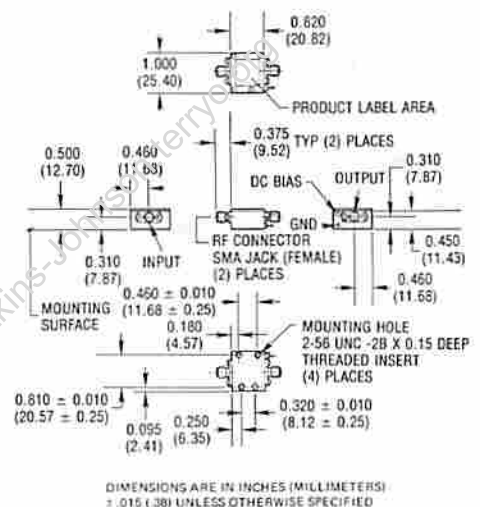 0.820
(20.82)
1.000
(25.40)
PRODUCT LABEL AREA
0.375
(9.52)
TYP (2) PLACES
0.500
(12.70)
0.460
(11.63)
DC BIAS
OUTPUT
0.310
(7.87)
GND
INPUT
0.310
(7.87)
RF CONNECTOR
SMA JACK (FEMALE)
(2) PLACES
0.450
(11.43)
0.460
(11.68)
MOUNTING
SURFACE
0.460 ± 0.010
(11.68 ± 0.25)
0.180
(4.57)
MOUNTING HOLE
2-56 UNC -2B X 0.15 DEEP
THREADED INSERT
(4) PLACES
0.810 ± 0.010
(20.57 ± 0.25)
0.095
(2.41)
0.250
(6.35)
0.320 ± 0.010
(8.12 ± 0.25)
DIMENSIONS ARE IN INCHES (MILLIMETERS)
± .015 (.38) UNLESS OTHERWISE SPECIFIED